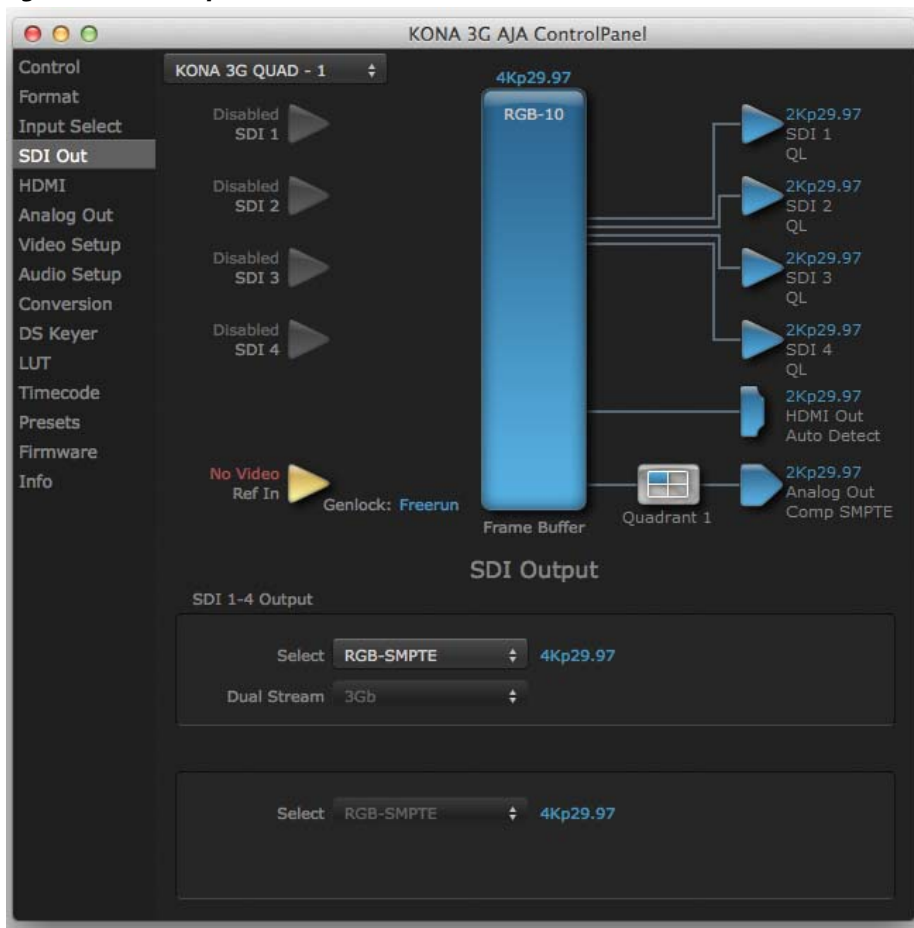 KONA 3G AJA ControlPanel
Control
Format
Input Select
SDI Out
HDMI
Analog Out
Video Setup
Audio Setup
Conversion
DS Keyer
LUT
Timecode
Presets
Firmware
Info
KONA 3G QUAD - 1
4Kp29.97
RGB-10
Disabled
SDI 1
Disabled
SDI 2
Disabled
SDI 3
Disabled
SDI 4
No Video
Ref In
Genlock: Freerun
Frame Buffer
2Kp29.97
SDI 1
QL
2Kp29.97
SDI 2
QL
2Kp29.97
SDI 3
QL
2Kp29.97
SDI 4
QL
2Kp29.97
HDMI Out
Auto Detect
Quadrant 1
2Kp29.97
Analog Out
Comp SMPTE
SDI Output
SDI 1-4 Output
Select RGB-SMPTE 4Kp29.97
Dual Stream 3Gb
Select RGB-SMPTE 4Kp29.97